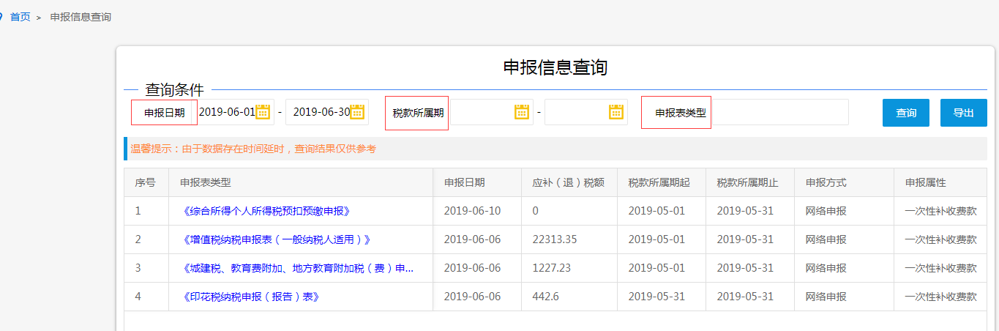 首页 > 申报信息查询
申报信息查询
查询条件
申报日期 2019-06-01 - 2019-06-30 税款所属期 - 申报表类型 查询 导出
温馨提示：由于数据存在时间延时，查询结果仅供参考
序号 申报表类型 申报日期 应补（退）税额 税款所属期起 税款所属期止 申报方式 申报属性
1 《综合所得个人所得税预扣预缴申报》 2019-06-10 0 2019-05-01 2019-05-31 网络申报 一次性补收费款
2 《增值税纳税申报表（一般纳税人适用）》 2019-06-06 22313.35 2019-05-01 2019-05-31 网络申报 一次性补收费款
3 《城建税、教育费附加、地方教育附加税（费）申... 2019-06-06 1227.23 2019-05-01 2019-05-31 网络申报 一次性补收费款
4 《印花税纳税申报（报告）表》 2019-06-06 442.6 2019-05-31 2019-05-31 网络申报 一次性补收费款